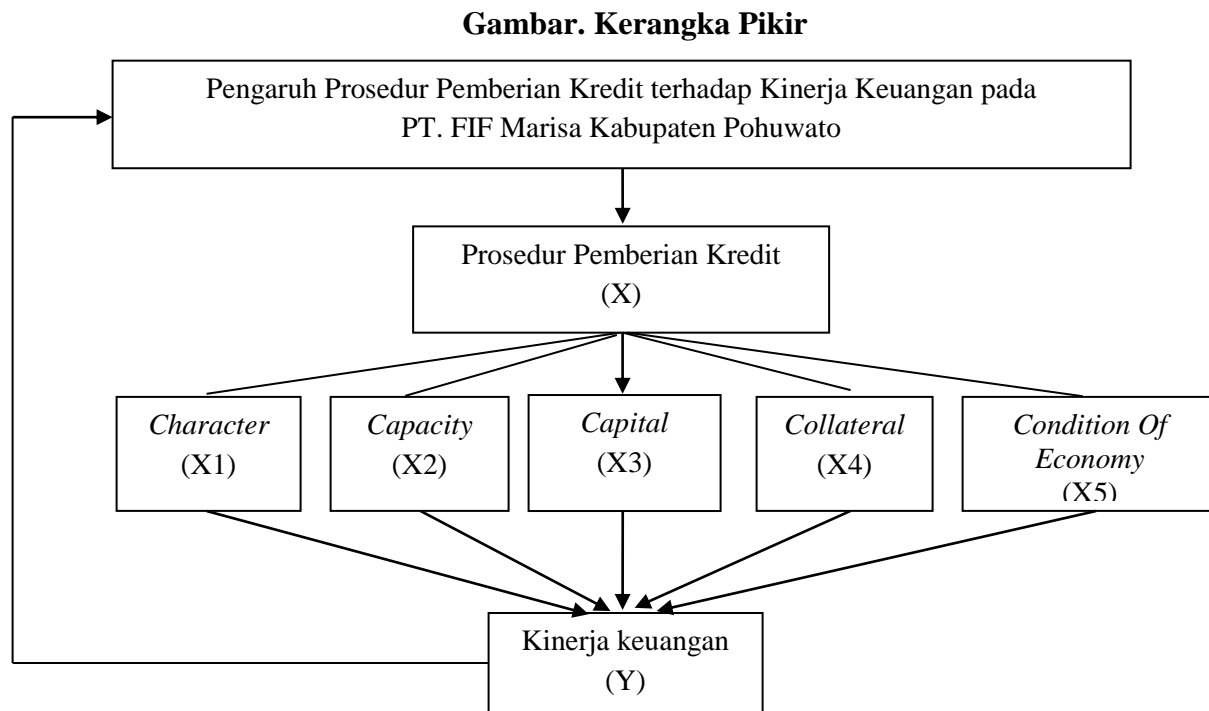 Gambar. Kerangka Pikir
Pengaruh Prosedur Pemberian Kredit terhadap Kinerja Keuangan pada
PT. FIF Marisa Kabupaten Pohuwato
Prosedur Pemberian Kredit
(X)
Character
(X1)
Capacity
(X2)
Capital
(X3)
Collateral
(X4)
Condition Of
Economy
(X5)
Kinerja keuangan
(Y)